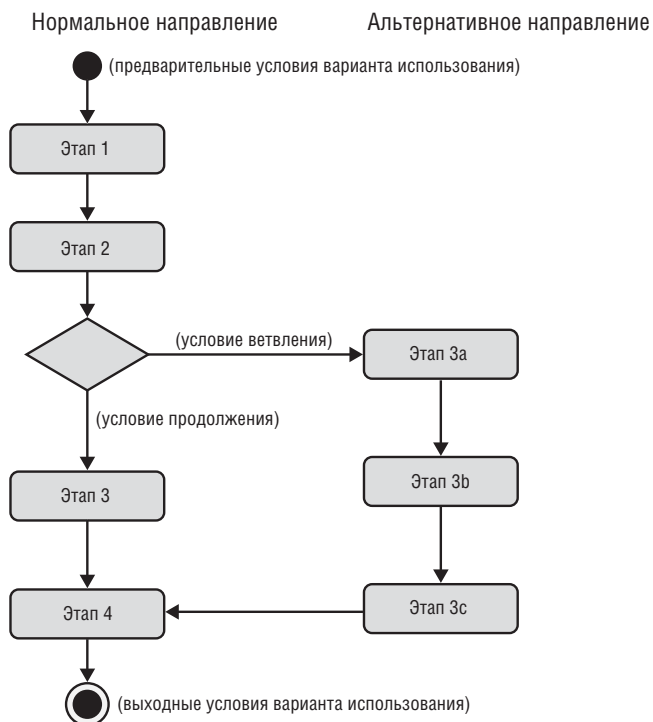 Нормальное направление
Альтернативное направление
(предварительные условия варианта использования)
Этап 1
Этап 2
(условие ветвления)
Этап 3a
(условие продолжения)
Этап 3
Этап 3b
Этап 4
Этап 3c
(выходные условия варианта использования)